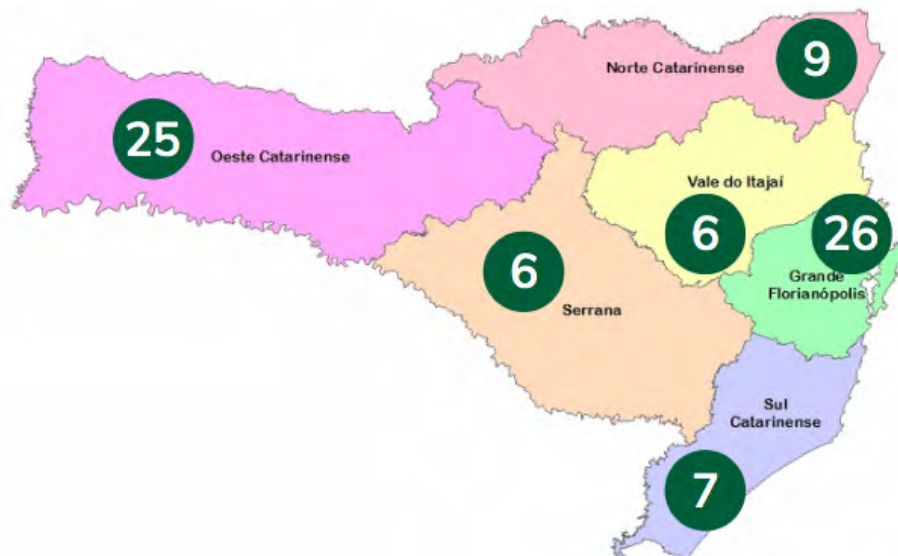 Norte Catarinense
9
25
Oeste Catarinense
Vale do Itajaí
6
26
6
Grande
Florianópolis
Serrana
Sul
Catarinense
7